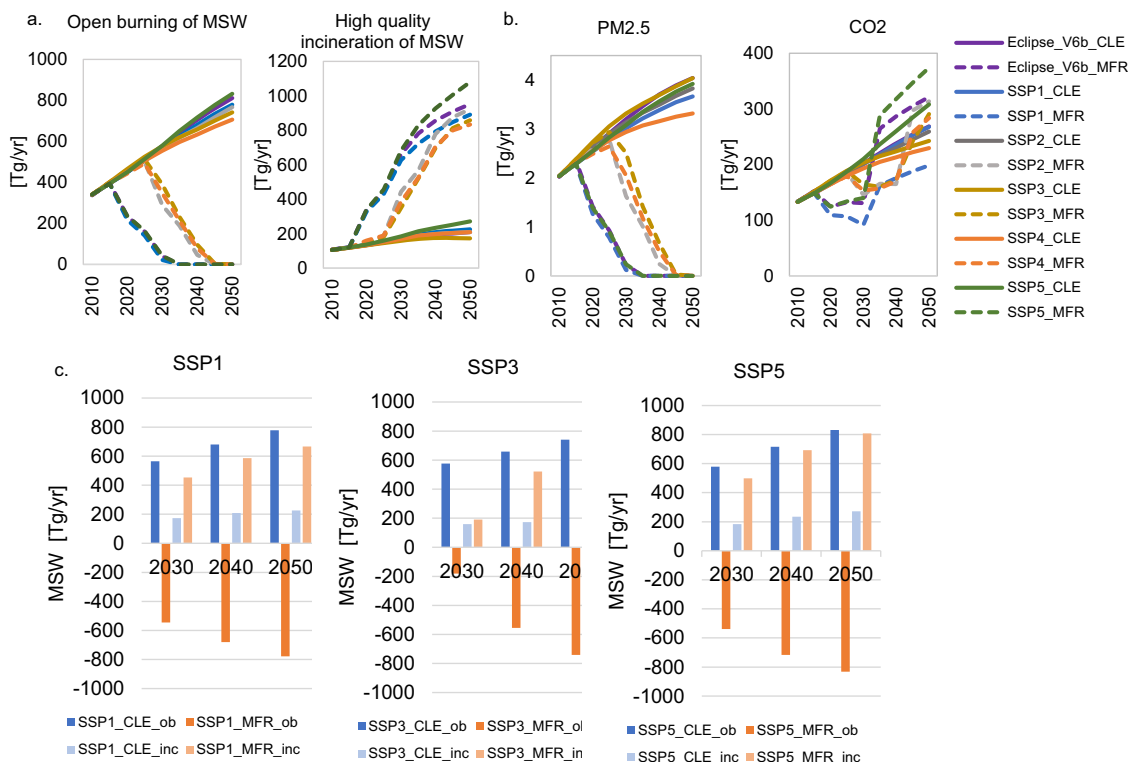 a.
Open burning of MSW
[Tg/yr]
1000
800
600
400
200
0
2010
2020
2030
2040
2050
High quality
incineration of MSW
[Tg/yr]
1200
1000
800
600
400
200
0
2010
2020
2030
2040
2050
b.
PM2.5
[Tg/yr]
4
3
2
1
0
2010
2020
2030
2040
2050
CO2
[Tg/yr]
400
300
200
100
0
2010
2020
2030
2040
2050
Eclipse_V6b_CLE
Eclipse_V6b_MFR
SSP1_CLE
SSP1_MFR
SSP2_CLE
SSP2_MFR
SSP3_CLE
SSP3_MFR
SSP4_CLE
SSP4_MFR
SSP5_CLE
SSP5_MFR
c.
SSP1
MSW [Tg/yr]
1000
800
600
400
200
0
-200
-400
-600
-800
-1000
2030 2040 2050
SSP1_CLE_ob SSP1_MFR_ob
SSP1_CLE_inc SSP1_MFR_inc
SSP3
MSW [Tg/yr]
1000
800
600
400
200
0
-200
-400
-600
-800
-1000
2030 2040 20
SSP3_CLE_ob SSP3_MFR_ol
SSP3_CLE_inc SSP3_MFR_in
SSP5
MSW [Tg/yr]
1000
800
600
400
200
0
-200
-400
-600
-800
-1000
2030 2040 2050
SSP5_CLE_ob SSP5_MFR_ob
SSP5_CLE_inc SSP5_MFR_inc